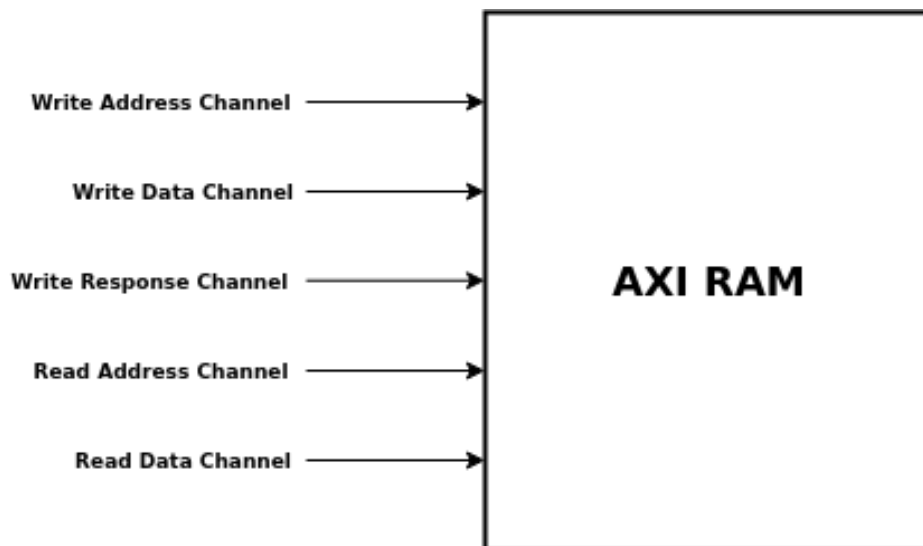 Write Address Channel
Write Data Channel
Write Response Channel
AXI RAM
Read Address Channel
Read Data Channel